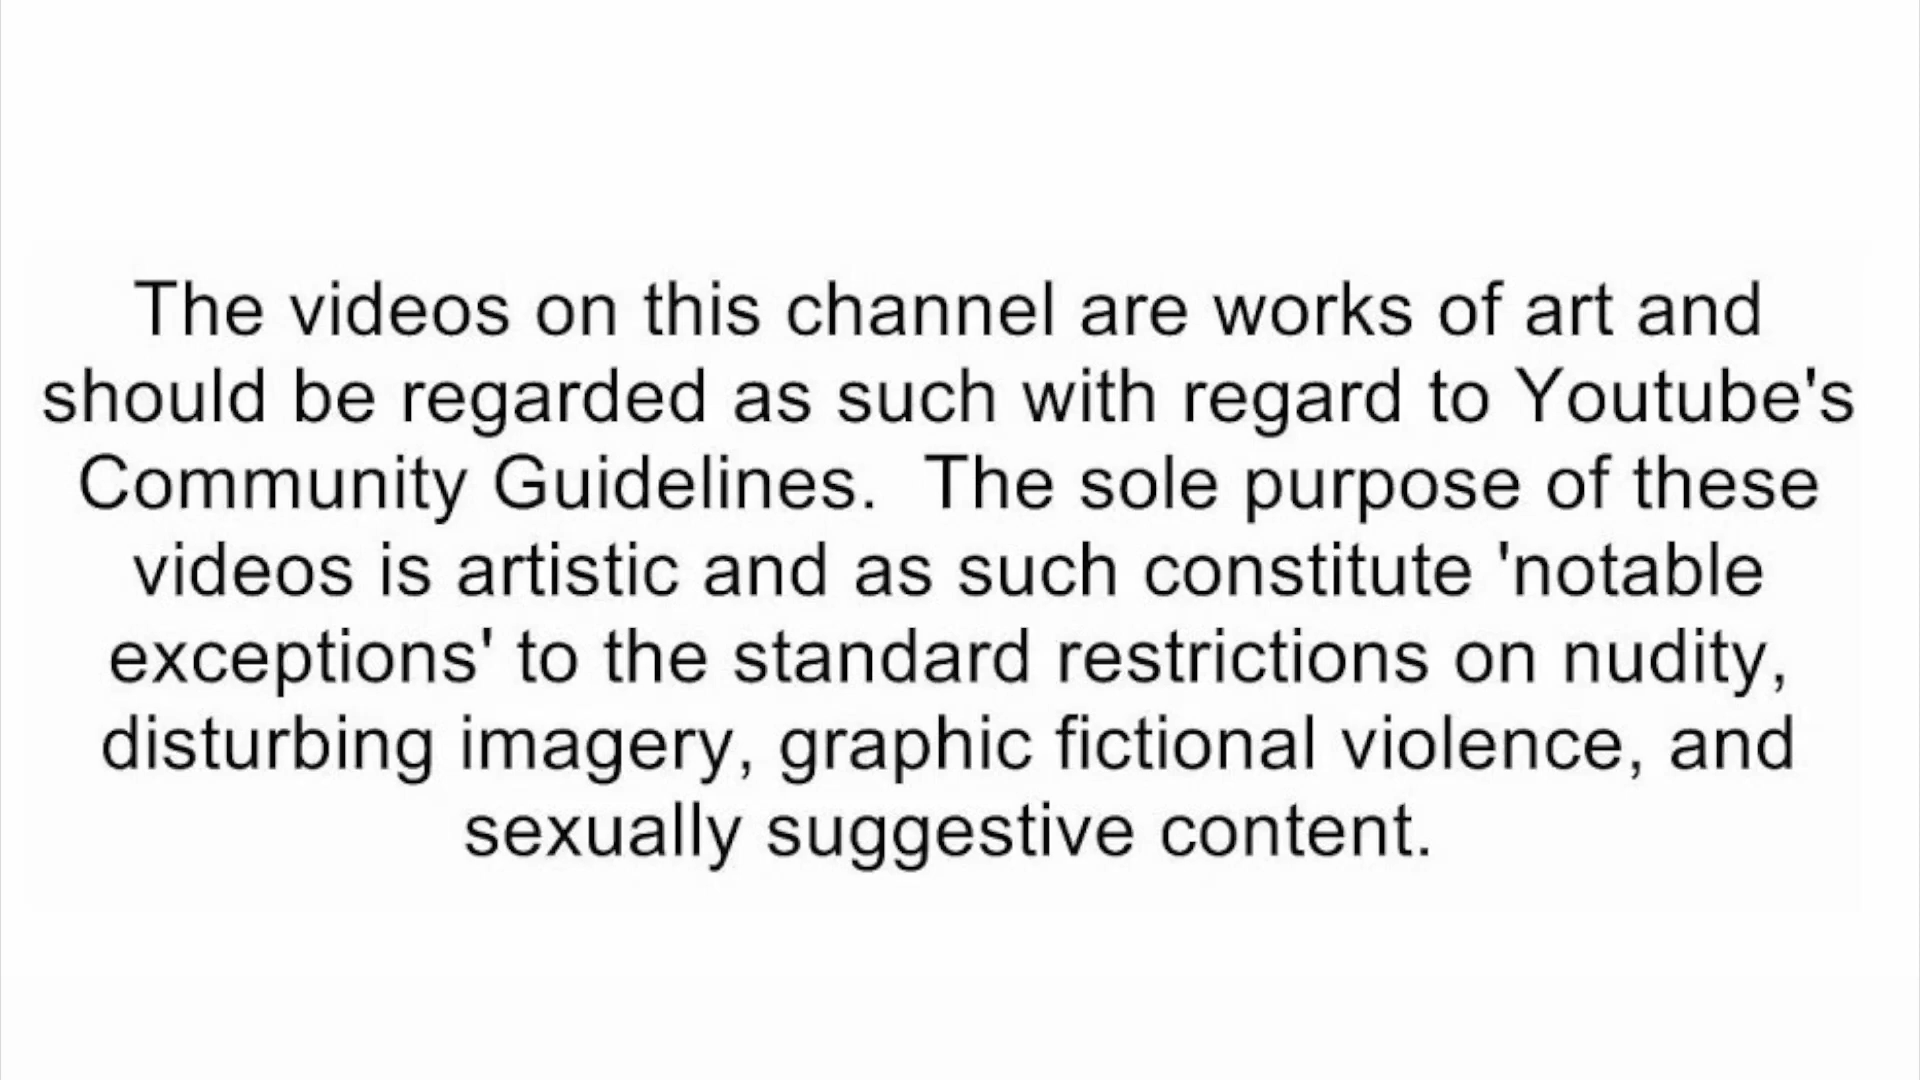 The videos on this channel are works of art and
should be regarded as such with regard to Youtube's
Community Guidelines.  The sole purpose of these
videos is artistic and as such constitute 'notable
exceptions' to the standard restrictions on nudity,
disturbing imagery, graphic fictional violence, and
sexually suggestive content.